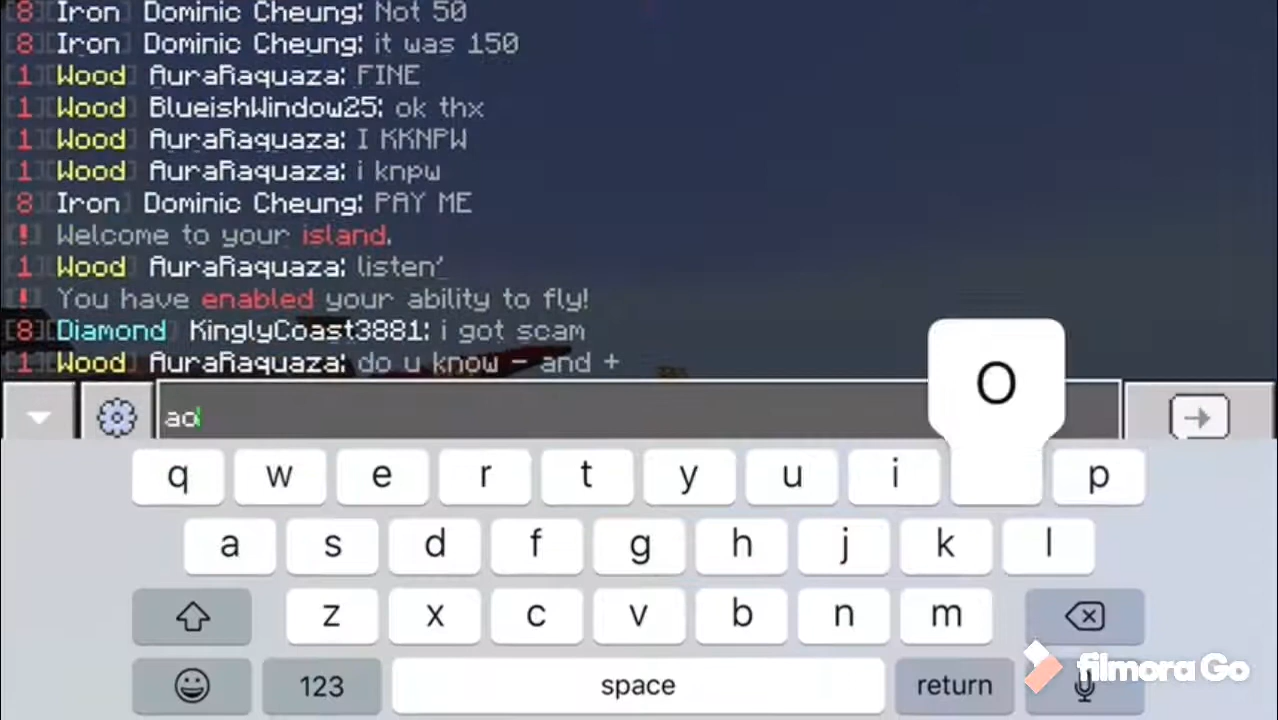 [8][Iron] Dominic Cheung: Not 50
[8][Iron] Dominic Cheung: it was 150
[1][Wood] AuraRaquaza: FINE
[1][Wood] BlueishWindow25: ok thx
[1][Wood] AuraRaquaza: I KKNPW
[1][Wood] AuraRaquaza: i knpw
[8][Iron] Dominic Cheung: PAY ME
[!] Welcome to your island.
[1][Wood] AuraRaquaza: listen'
[!] You have enabled your ability to fly!
[8][Diamond] KinglyCoast3881: i got scam
[1][Wood] AuraRaquaza: do u know - and +
ao
O
q w e r t y u i p
a s d f g h j k l
z x c v b n m
123 space return
filmora Go